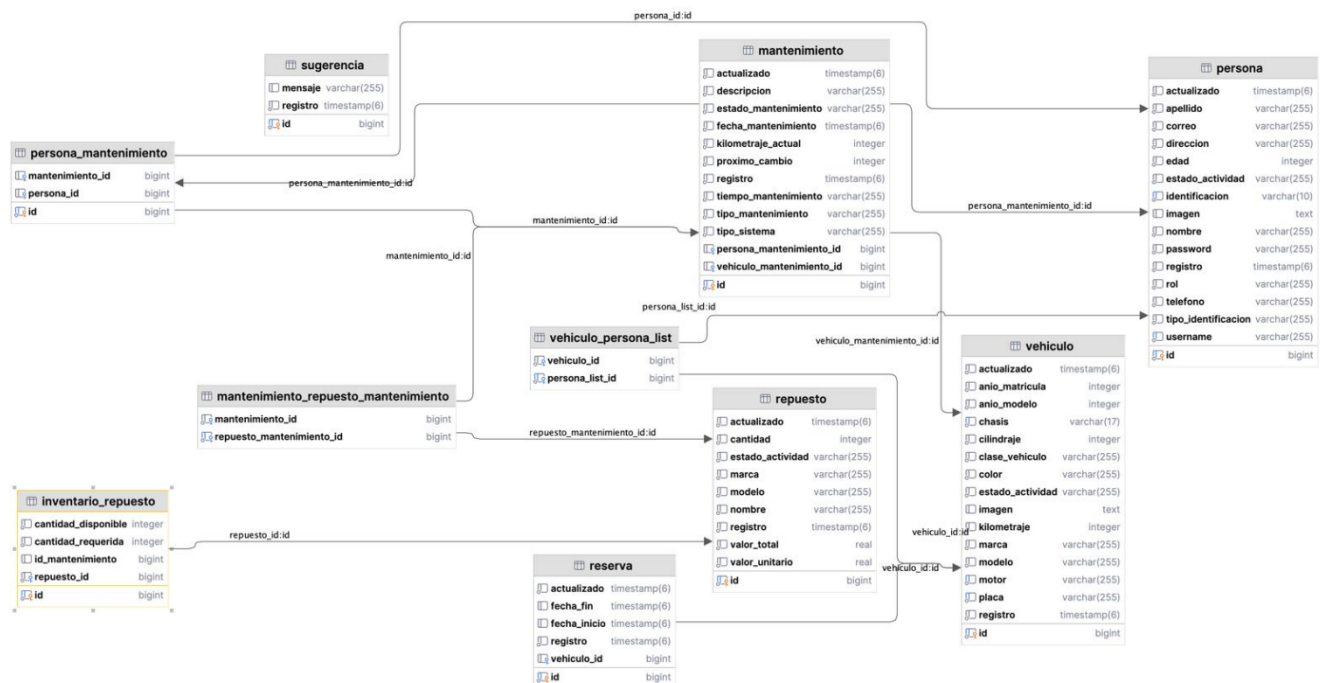 persona_id:id
sugerencia
mensaje varchar(255)
registro timestamp(6)
id bigint
persona_mantenimiento
mantenimiento_id bigint
persona_id bigint
id bigint
persona_mantenimiento_id:id
mantenimiento_id:id
mantenimiento_id:id
mantenimiento
actualizado timestamp(6)
descripcion varchar(255)
estado_mantenimiento varchar(255)
fecha_mantenimiento timestamp(6)
kilometraje_actual integer
proximo_cambio integer
registro timestamp(6)
tiempo_mantenimiento varchar(255)
tipo_mantenimiento varchar(255)
tipo_sistema varchar(255)
persona_mantenimiento_id bigint
vehiculo_mantenimiento_id bigint
id bigint
persona_mantenimiento_id:id
persona
actualizado timestamp(6)
apellido varchar(255)
correo varchar(255)
direccion varchar(255)
edad integer
estado_actividad varchar(255)
identificacion varchar(10)
imagen text
nombre varchar(255)
password varchar(255)
registro timestamp(6)
rol varchar(255)
telefono varchar(255)
tipo_identificacion varchar(255)
username varchar(255)
id bigint
persona_list_id:id
vehiculo_persona_list
vehiculo_id bigint
persona_list_id bigint
vehiculo_mantenimiento_id:id
vehiculo
actualizado timestamp(6)
anio_matricula integer
anio_modelo integer
chasis varchar(17)
cilindraje integer
clase_vehiculo varchar(255)
color varchar(255)
estado_actividad varchar(255)
imagen text
kilometraje integer
marca varchar(255)
modelo varchar(255)
motor varchar(255)
placa varchar(255)
registro timestamp(6)
id bigint
mantenimiento_repuesto_mantenimiento
mantenimiento_id bigint
repuesto_mantenimiento_id bigint
repuesto_mantenimiento_id:id
repuesto
actualizado timestamp(6)
cantidad integer
estado_actividad varchar(255)
marca varchar(255)
modelo varchar(255)
nombre varchar(255)
registro timestamp(6)
valor_total real
valor_unitario real
id bigint
inventario_repuesto
cantidad_disponible integer
cantidad_requerida integer
id_mantenimiento bigint
repuesto_id bigint
id bigint
repuesto_id:id
vehiculo_id:id
vehiculo_id:id
reserva
actualizado timestamp(6)
fecha_fin timestamp(6)
fecha_inicio timestamp(6)
registro timestamp(6)
vehiculo_id bigint
id bigint